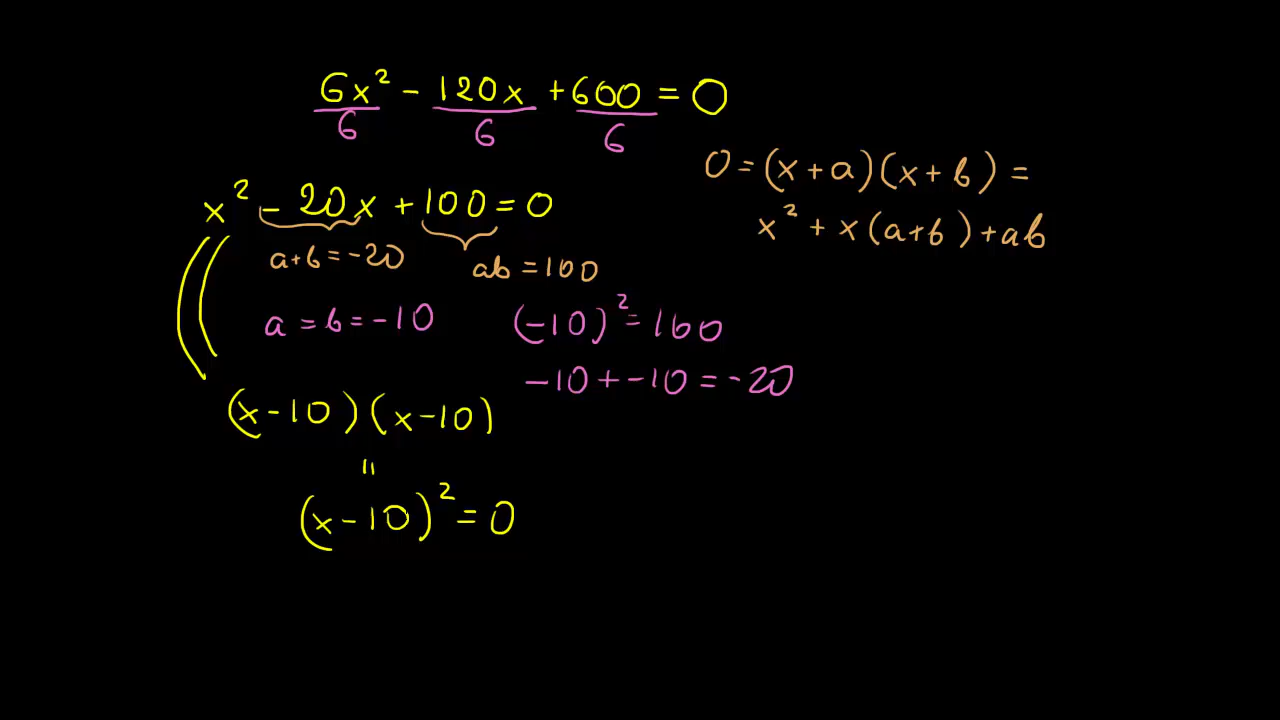 6x² - 120x + 600 = 0
6 6 6
0 = (x + a)(x + b) =
x² - 20x + 100 = 0
x² + x(a+b) + ab
a+b = -20 ab = 100
a = b = -10 (-10)² = 100
-10 + -10 = -20
(x - 10)(x - 10)
=
(x - 10)² = 0